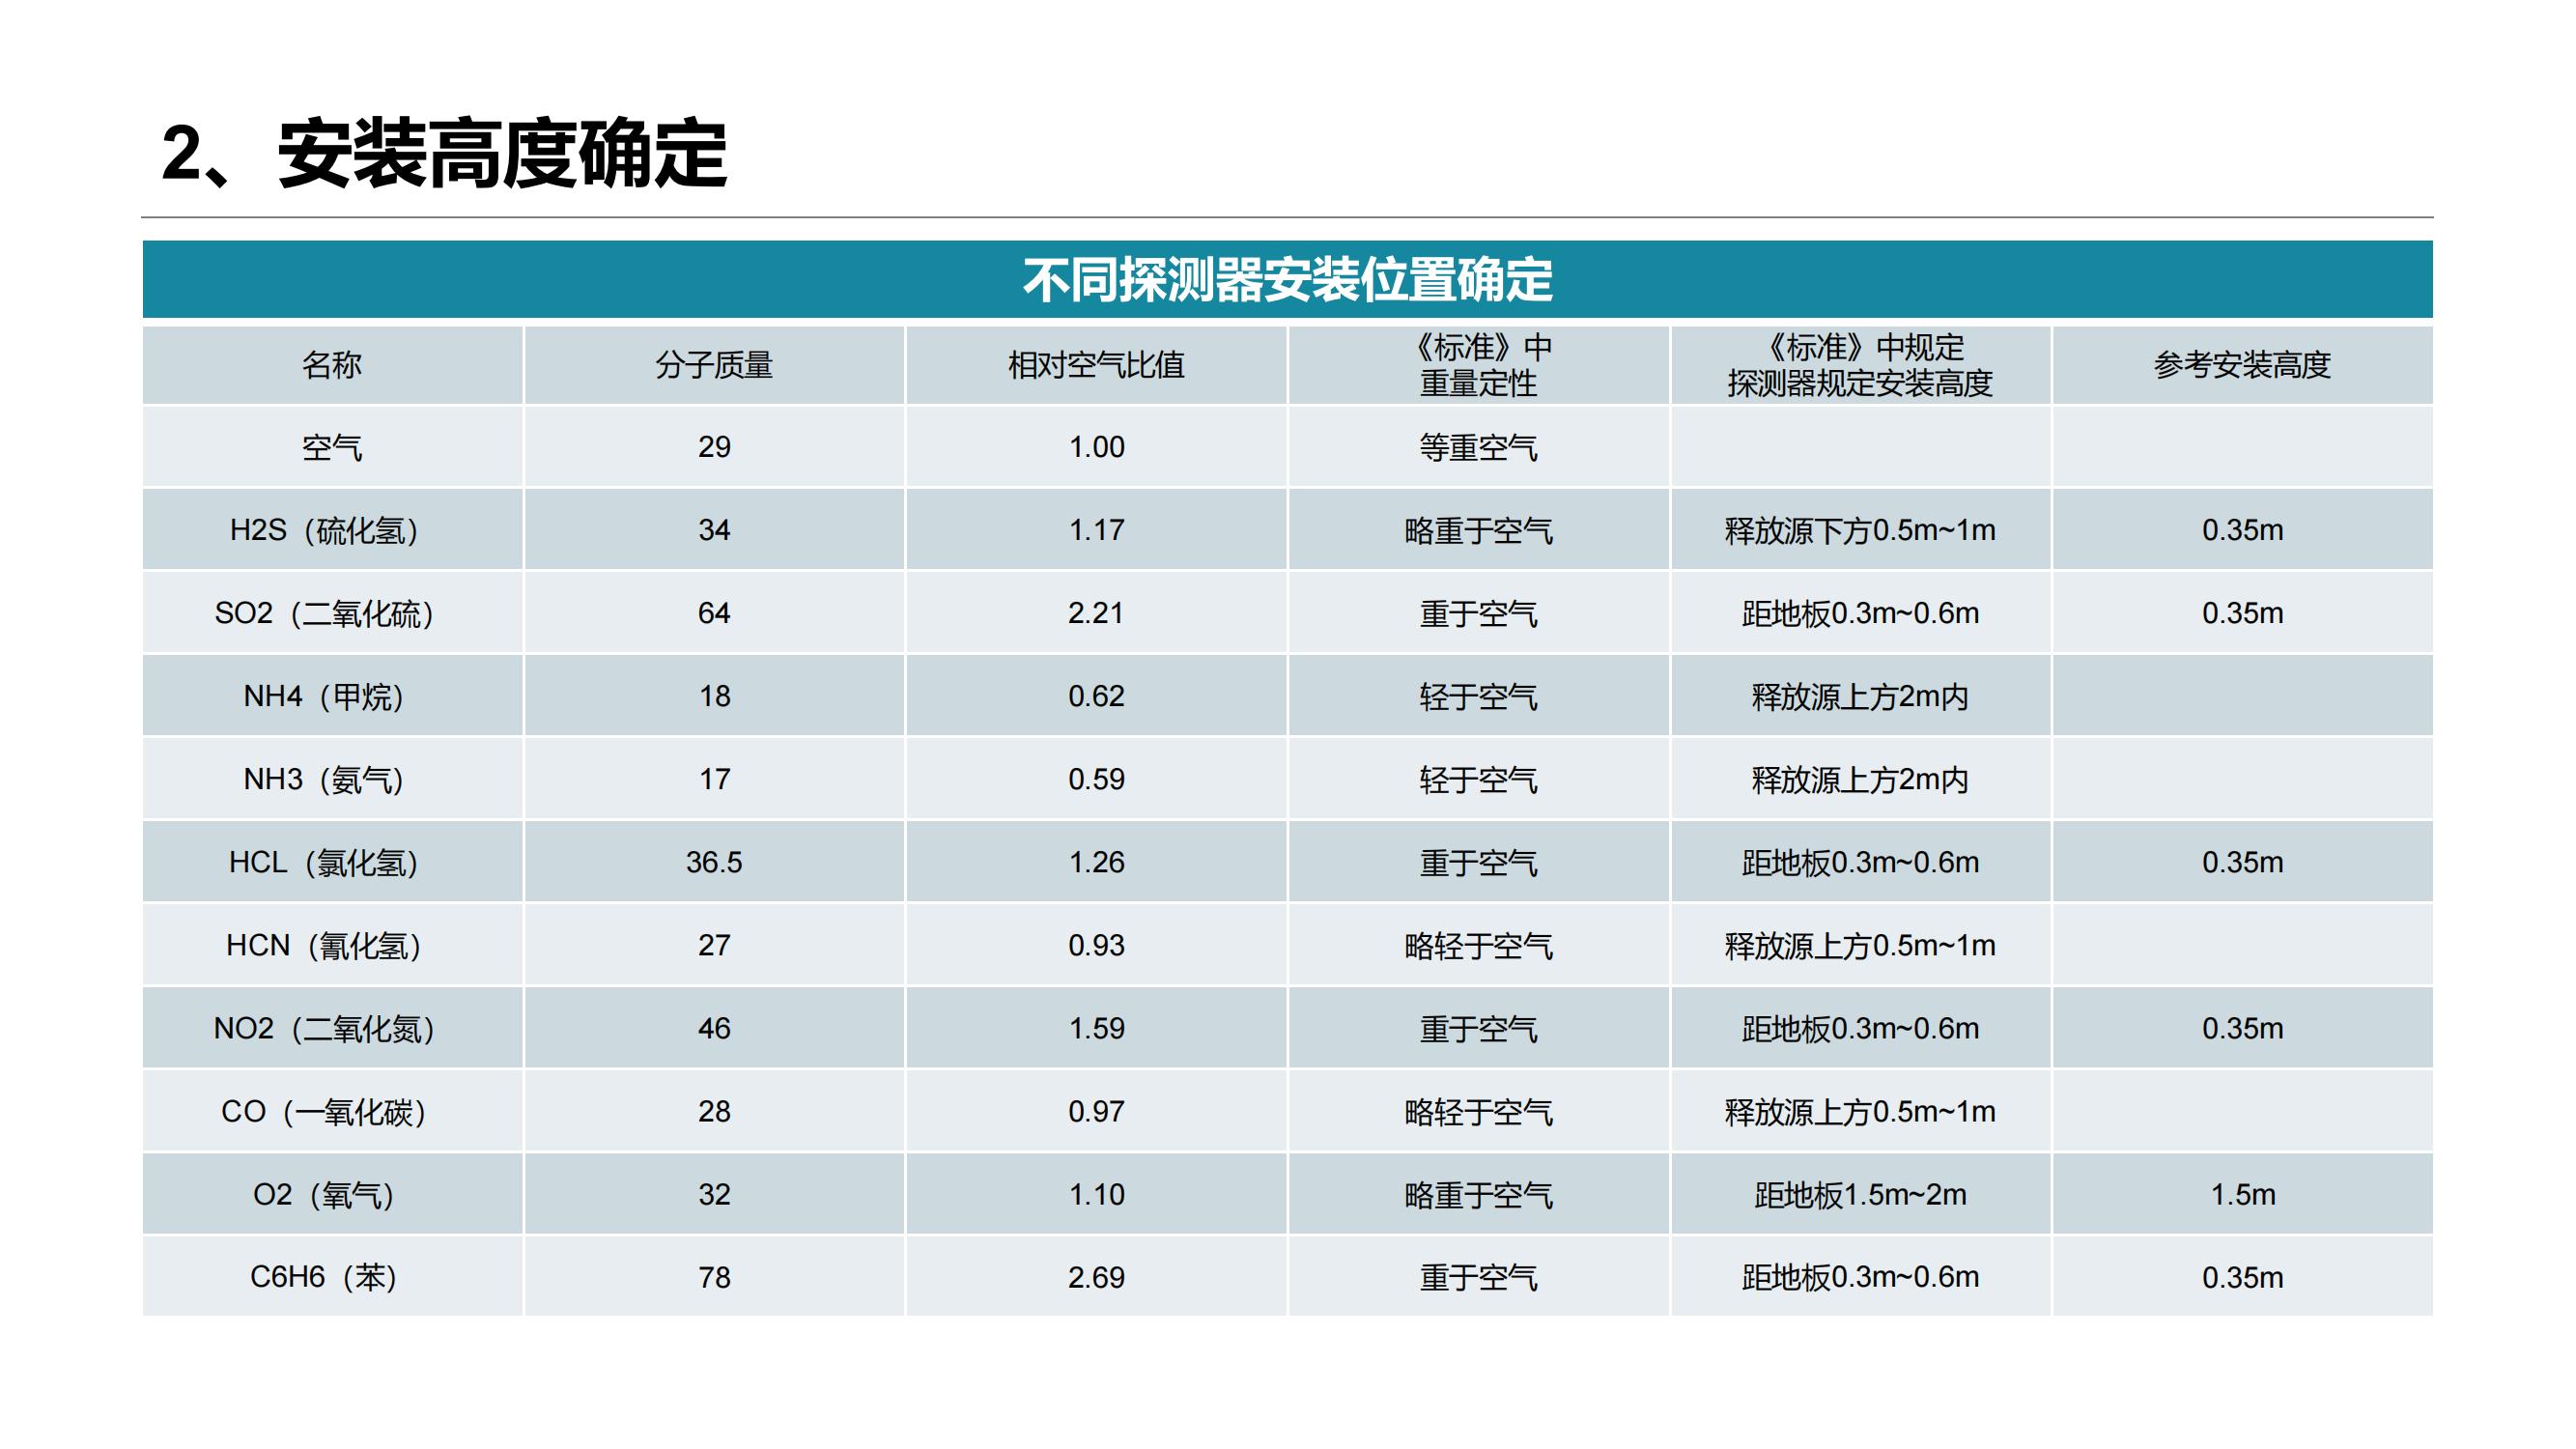 2、安装高度确定
不同探测器安装位置确定
名称 分子质量 相对空气比值 《标准》中 重量定性 《标准》中规定 探测器规定安装高度 参考安装高度
空气 29 1.00 等重空气
H2S（硫化氢） 34 1.17 略重于空气 释放源下方0.5m~1m 0.35m
SO2（二氧化硫） 64 2.21 重于空气 距地板0.3m~0.6m 0.35m
NH4（甲烷） 18 0.62 轻于空气 释放源上方2m内
NH3（氨气） 17 0.59 轻于空气 释放源上方2m内
HCL（氯化氢） 36.5 1.26 重于空气 距地板0.3m~0.6m 0.35m
HCN（氰化氢） 27 0.93 略轻于空气 释放源上方0.5m~1m
NO2（二氧化氮） 46 1.59 重于空气 距地板0.3m~0.6m 0.35m
CO（一氧化碳） 28 0.97 略轻于空气 释放源上方0.5m~1m
O2（氧气） 32 1.10 略重于空气 距地板1.5m~2m 1.5m
C6H6（苯） 78 2.69 重于空气 距地板0.3m~0.6m 0.35m